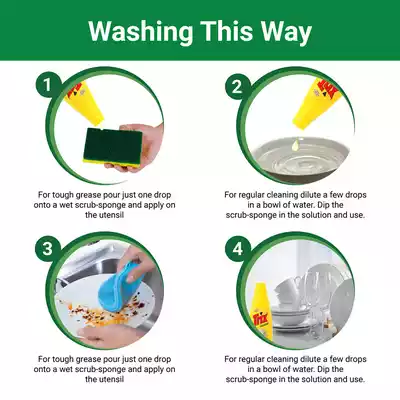 Washing This Way
1
Trix
For tough grease pour just one drop
onto a wet scrub-sponge and apply on
the utensil
2
Trix
For regular cleaning dilute a few drops
in a bowl of water. Dip the
scrub-sponge in the solution and use.
3
For tough grease pour just one drop
onto a wet scrub-sponge and apply on
the utensil
4
Trix
For regular cleaning dilute a few drops
in a bowl of water. Dip the
scrub-sponge in the solution and use.